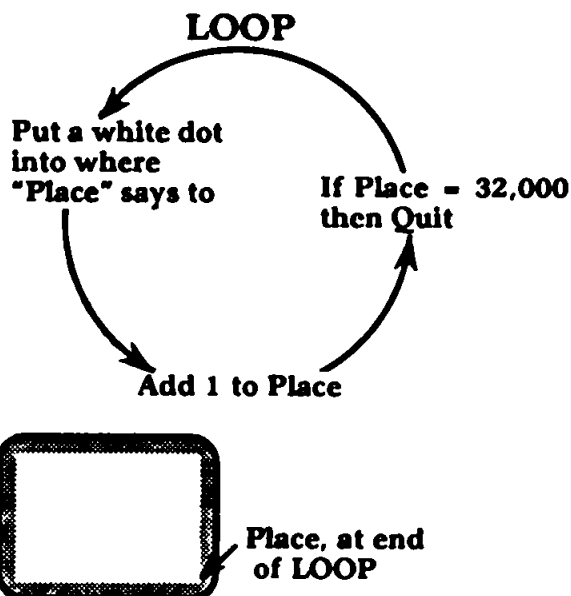 LOOP
Put a white dot
into where
"Place" says to
If Place = 32,000
then Quit
Add 1 to Place
Place, at end
of LOOP